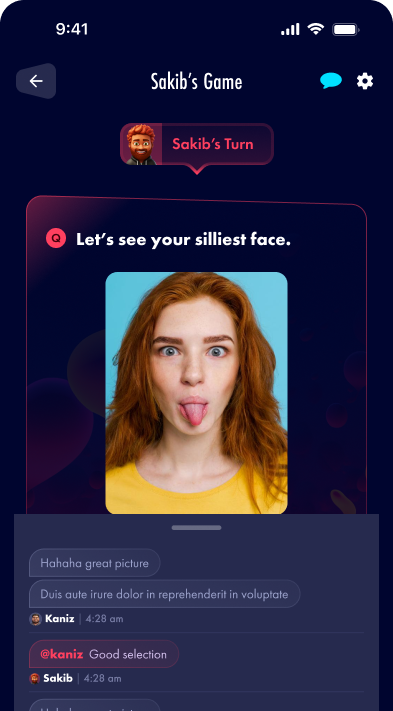 9:41
Sakib's Game
Sakib's Turn
Q Let's see your silliest face.
Hahaha great picture
Duis aute irure dolor in reprehenderit in voluptate
Kaniz | 4:28 am
@kaniz Good selection
Sakib | 4:28 am